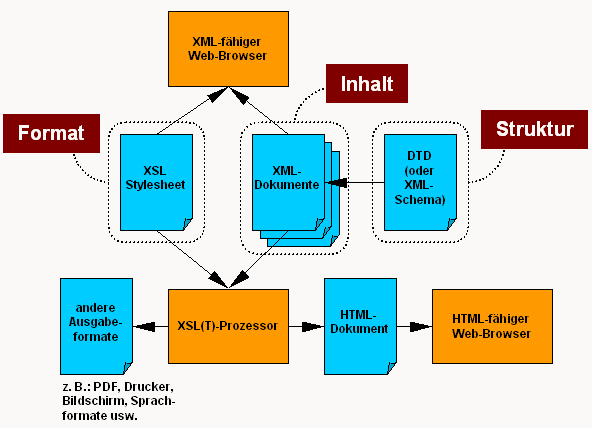 XML-fähiger
Web-Browser
Inhalt
Format
Struktur
XSL
Stylesheet
XML-
Dokumente
DTD
(oder
XML-
Schema)
andere
Ausgabe-
formate
XSL(T)-Prozessor
HTML-
Dokument
HTML-fähiger
Web-Browser
z. B.: PDF, Drucker,
Bildschirm, Sprach-
formate usw.